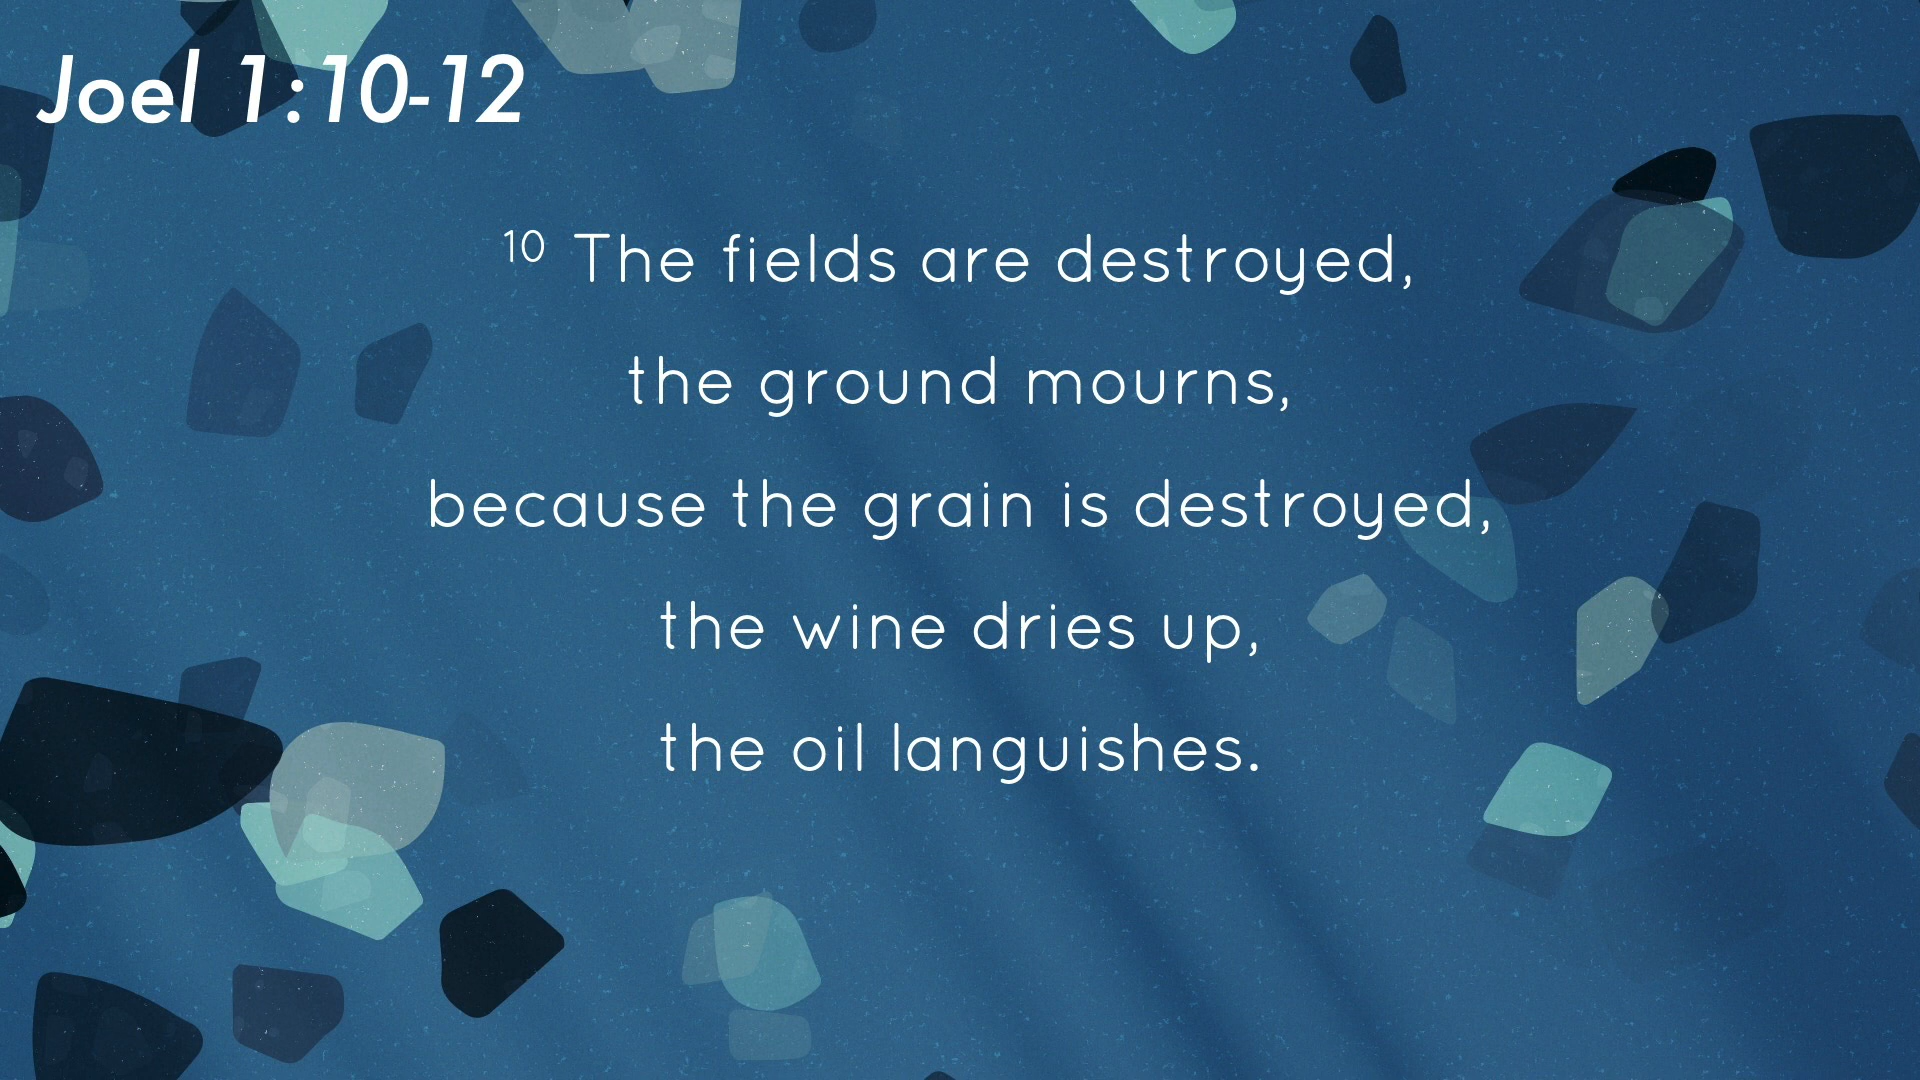 Joel 1:10-12
10 The fields are destroyed,
the ground mourns,
because the grain is destroyed,
the wine dries up,
the oil languishes.